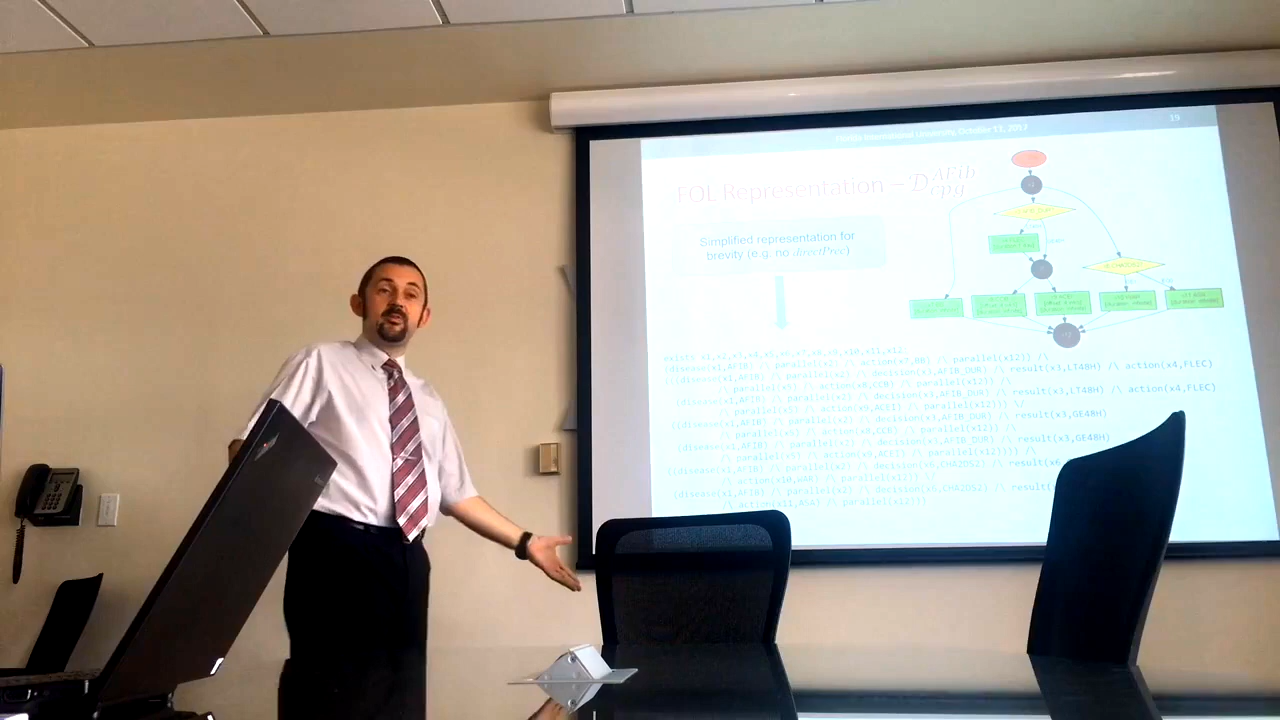 Florida International University, October 13, 2017
19
FOL Representation – D AFib cpg
Simplified representation for
brevity (e.g. no directPrec)
exists x1,x2,x3,x4,x5,x6,x7,x8,x9,x10,x11,x12
(disease(x1,AFIB) /\ parallel(x2) /\ action(x7,BB) /\ parallel(x12)) /\
(((disease(x1,AFIB) /\ parallel(x2) /\ decision(x3,AFIB_DUR) /\ result(x3,LT48H) /\ action(x4,FLEC)
/\ parallel(x5) /\ action(x8,CCB) /\ parallel(x12)) /\
(disease(x1,AFIB) /\ parallel(x2) /\ decision(x3,AFIB_DUR) /\ result(x3,LT48H) /\ action(x4,FLEC)
/\ parallel(x5) /\ action(x9,ACEI) /\ parallel(x12))) \/
((disease(x1,AFIB) /\ parallel(x2) /\ decision(x3,AFIB_DUR) /\ result(x3,GE48H)
/\ parallel(x5) /\ action(x8,CCB) /\ parallel(x12)) /\
(disease(x1,AFIB) /\ parallel(x2) /\ decision(x3,AFIB_DUR) /\ result(x3,GE48H)
/\ parallel(x5) /\ action(x9,ACEI) /\ parallel(x12)))) /\
((disease(x1,AFIB) /\ parallel(x2) /\ decision(x6,CHA2DS2) /\ result(x6
/\ action(x10,WAR) /\ parallel(x12)) \/
(disease(x1,AFIB) /\ parallel(x2) /\ decision(x6,CHA2DS2) /\ result(
/\ action(x11,ASA) /\ parallel(x12)))